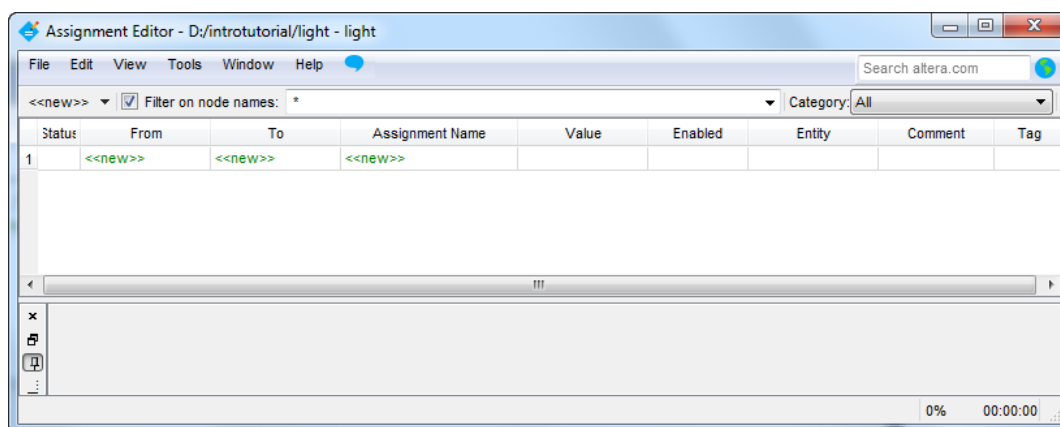 Assignment Editor - D:/introtutorial/light - light
File Edit View Tools Window Help Search altera.com
<<new>> Filter on node names: * Category: All
Status From To Assignment Name Value Enabled Entity Comment Tag
1 <<new>> <<new>> <<new>>
0% 00:00:00